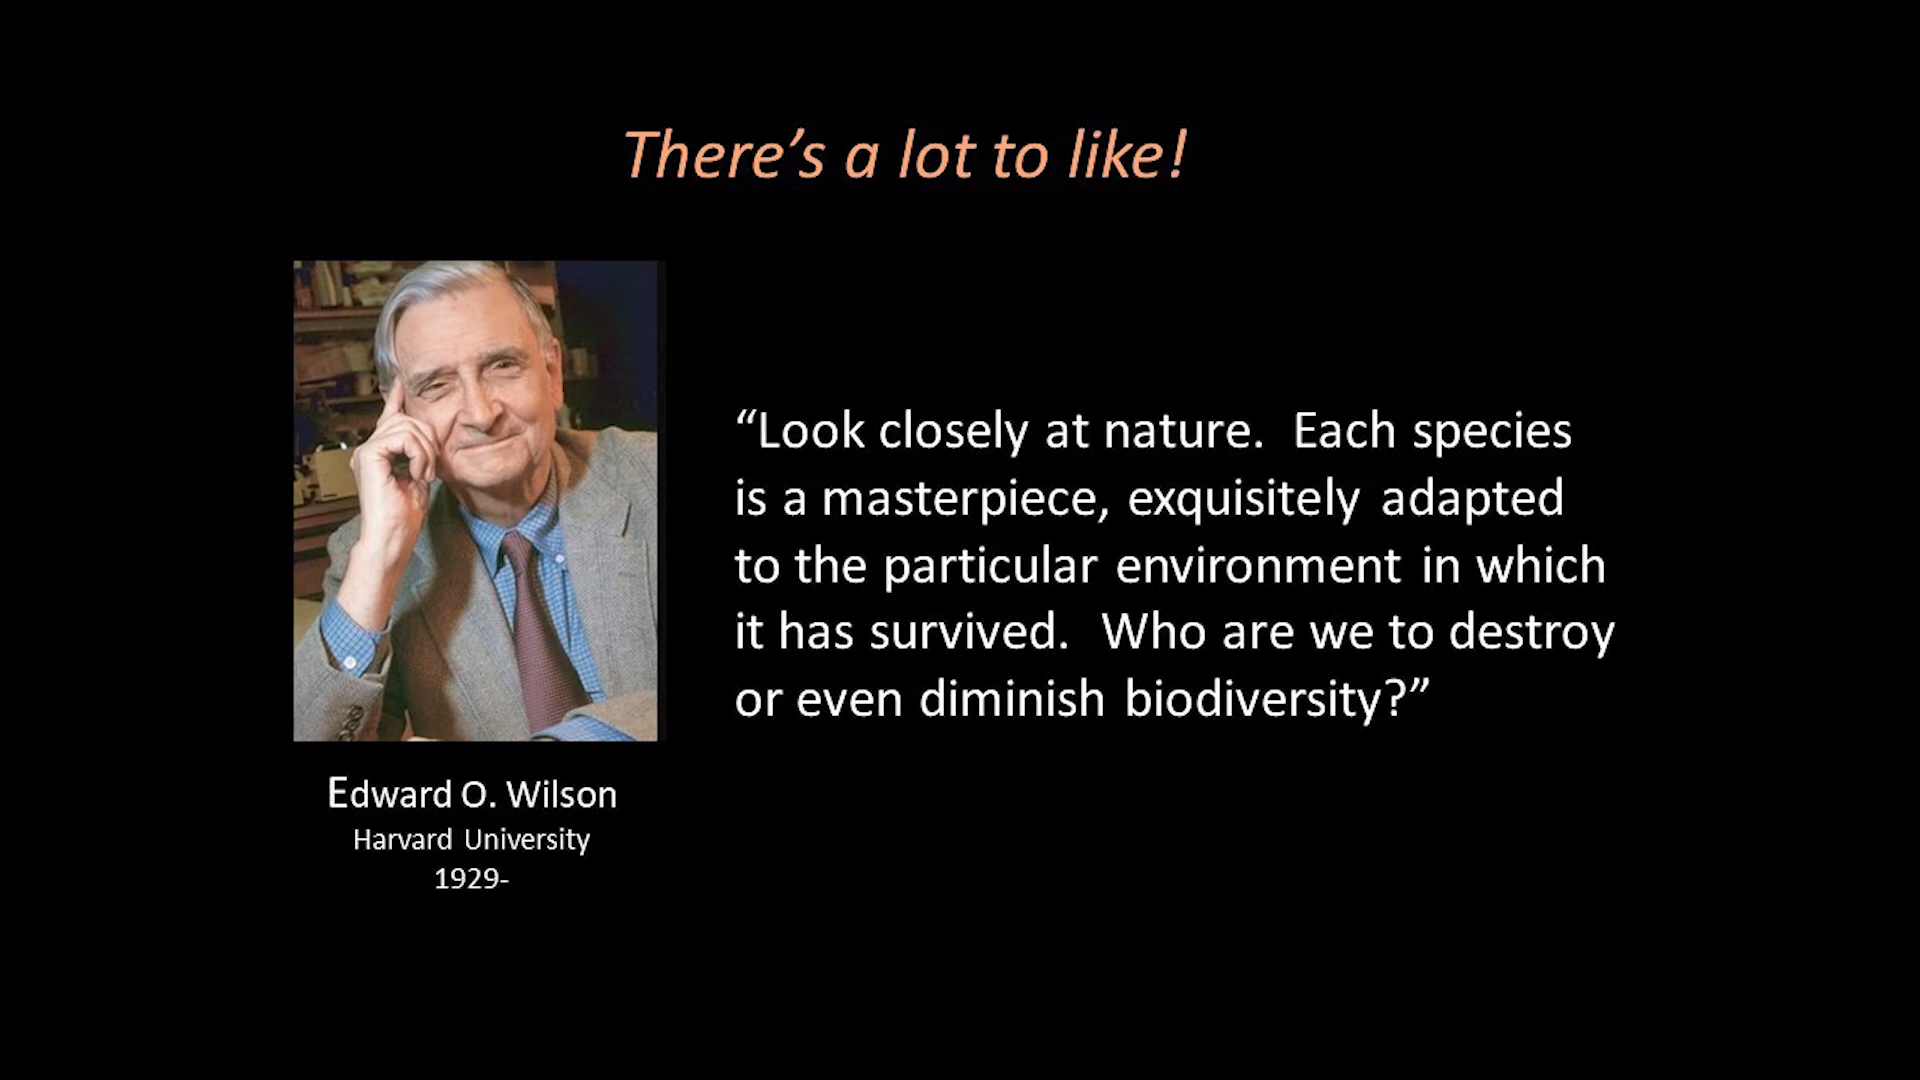 There’s a lot to like!
“Look closely at nature.  Each species
is a masterpiece, exquisitely adapted
to the particular environment in which
it has survived.  Who are we to destroy
or even diminish biodiversity?”
Edward O. Wilson
Harvard University
1929-